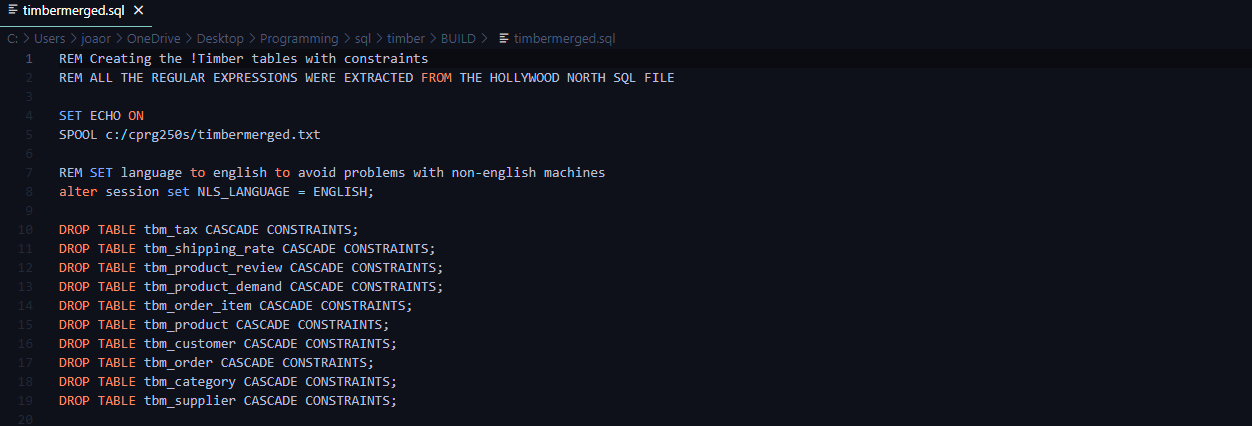 timbermerged.sql
C: > Users > joaor > OneDrive > Desktop > Programming > sql > timber > BUILD > timbermerged.sql
1 REM Creating the !Timber tables with constraints
2 REM ALL THE REGULAR EXPRESSIONS WERE EXTRACTED FROM THE HOLLYWOOD NORTH SQL FILE
3
4 SET ECHO ON
5 SPOOL c:/cprg250s/timbermerged.txt
6
7 REM SET language to english to avoid problems with non-english machines
8 alter session set NLS_LANGUAGE = ENGLISH;
9
10 DROP TABLE tbm_tax CASCADE CONSTRAINTS;
11 DROP TABLE tbm_shipping_rate CASCADE CONSTRAINTS;
12 DROP TABLE tbm_product_review CASCADE CONSTRAINTS;
13 DROP TABLE tbm_product_demand CASCADE CONSTRAINTS;
14 DROP TABLE tbm_order_item CASCADE CONSTRAINTS;
15 DROP TABLE tbm_product CASCADE CONSTRAINTS;
16 DROP TABLE tbm_customer CASCADE CONSTRAINTS;
17 DROP TABLE tbm_order CASCADE CONSTRAINTS;
18 DROP TABLE tbm_category CASCADE CONSTRAINTS;
19 DROP TABLE tbm_supplier CASCADE CONSTRAINTS;
20